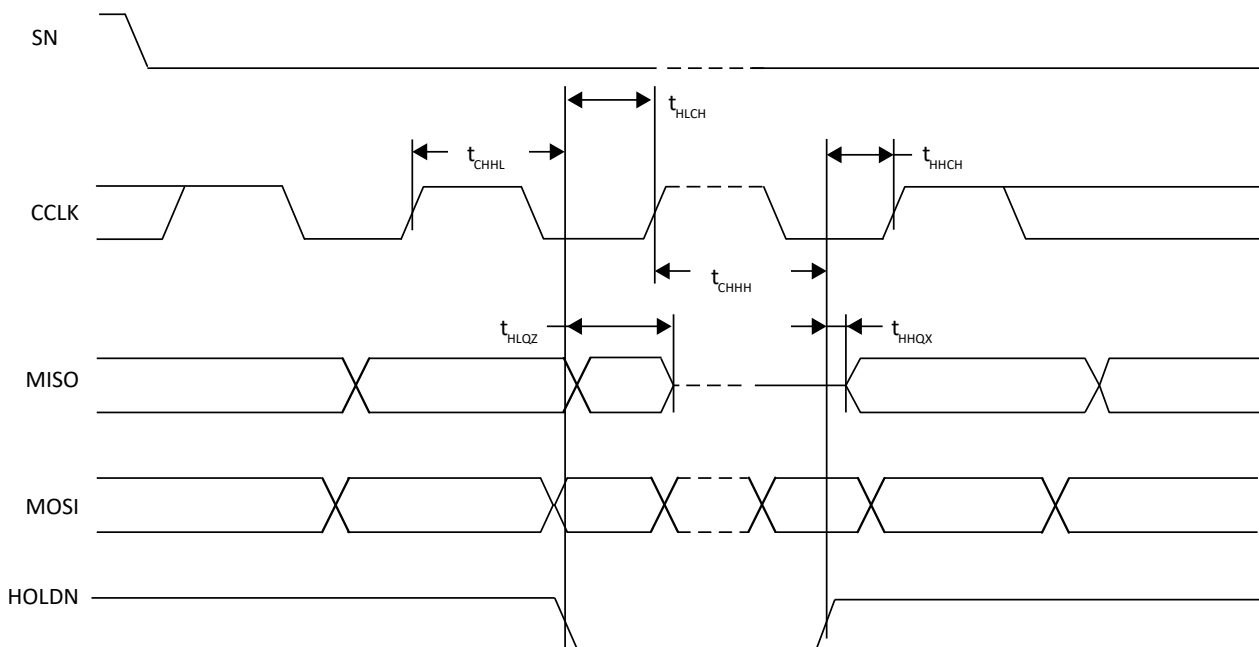 SN
tHLCH
tCHHL
tHHCH
CCLK
tCHHH
tHLQZ
tHHQX
MISO
MOSI
HOLDN